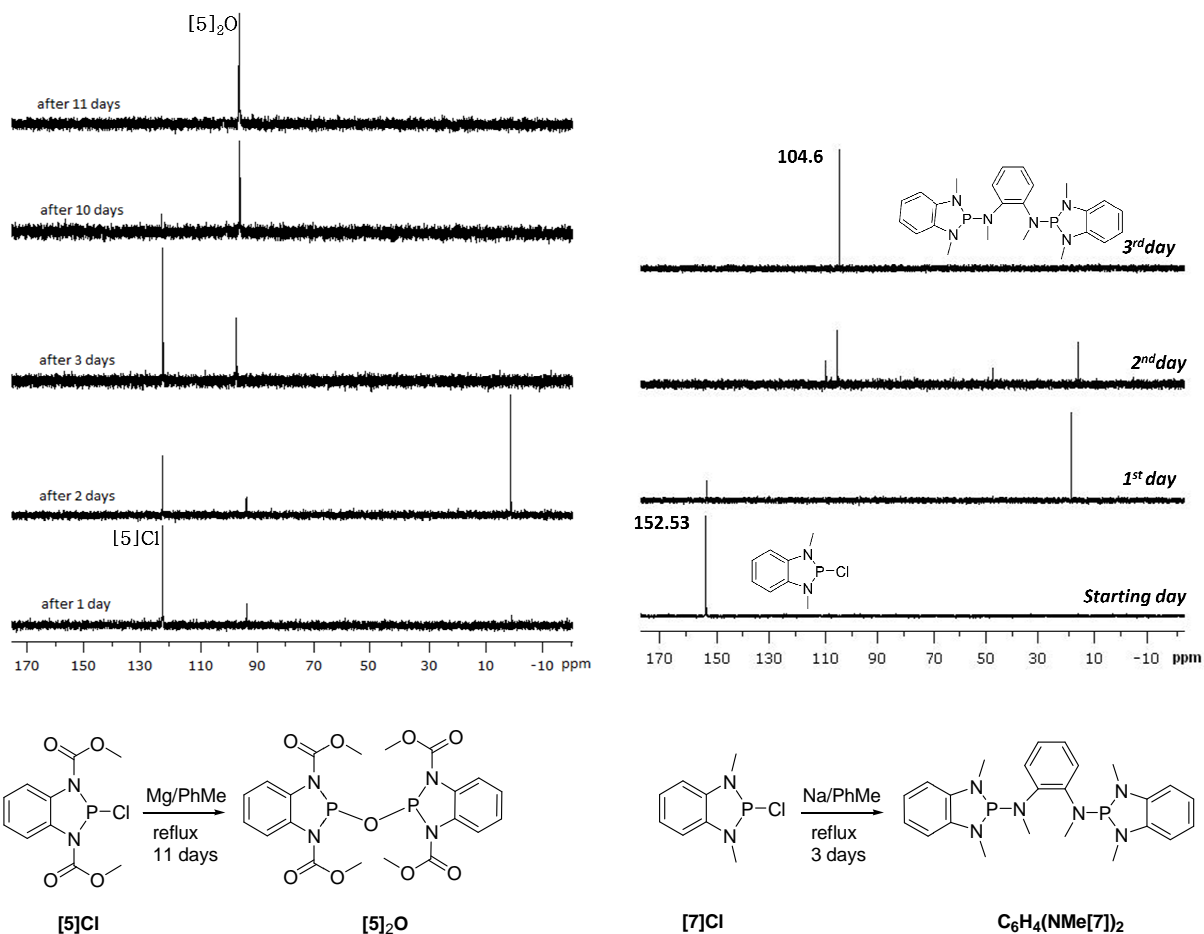 [5]₂O
after 11 days
after 10 days
after 3 days
after 2 days
[5]Cl
after 1 day
170 150 130 110 90 70 50 30 10 -10 ppm
104.6
N
P
N
N
N
P
N
N
3rd day
2nd day
1st day
152.53
N
P
Cl
N
Starting day
170 150 130 110 90 70 50 30 10 -10 ppm
O
O
N
P
Cl
N
O
O
[5]Cl
Mg/PhMe
reflux
11 days
O
O
O
O
N
N
P
P
O
N
N
O
O
O
O
[5]₂O
N
P
Cl
N
[7]Cl
Na/PhMe
reflux
3 days
N
P
N
N
N
P
N
N
C₆H₄(NMe[7])₂